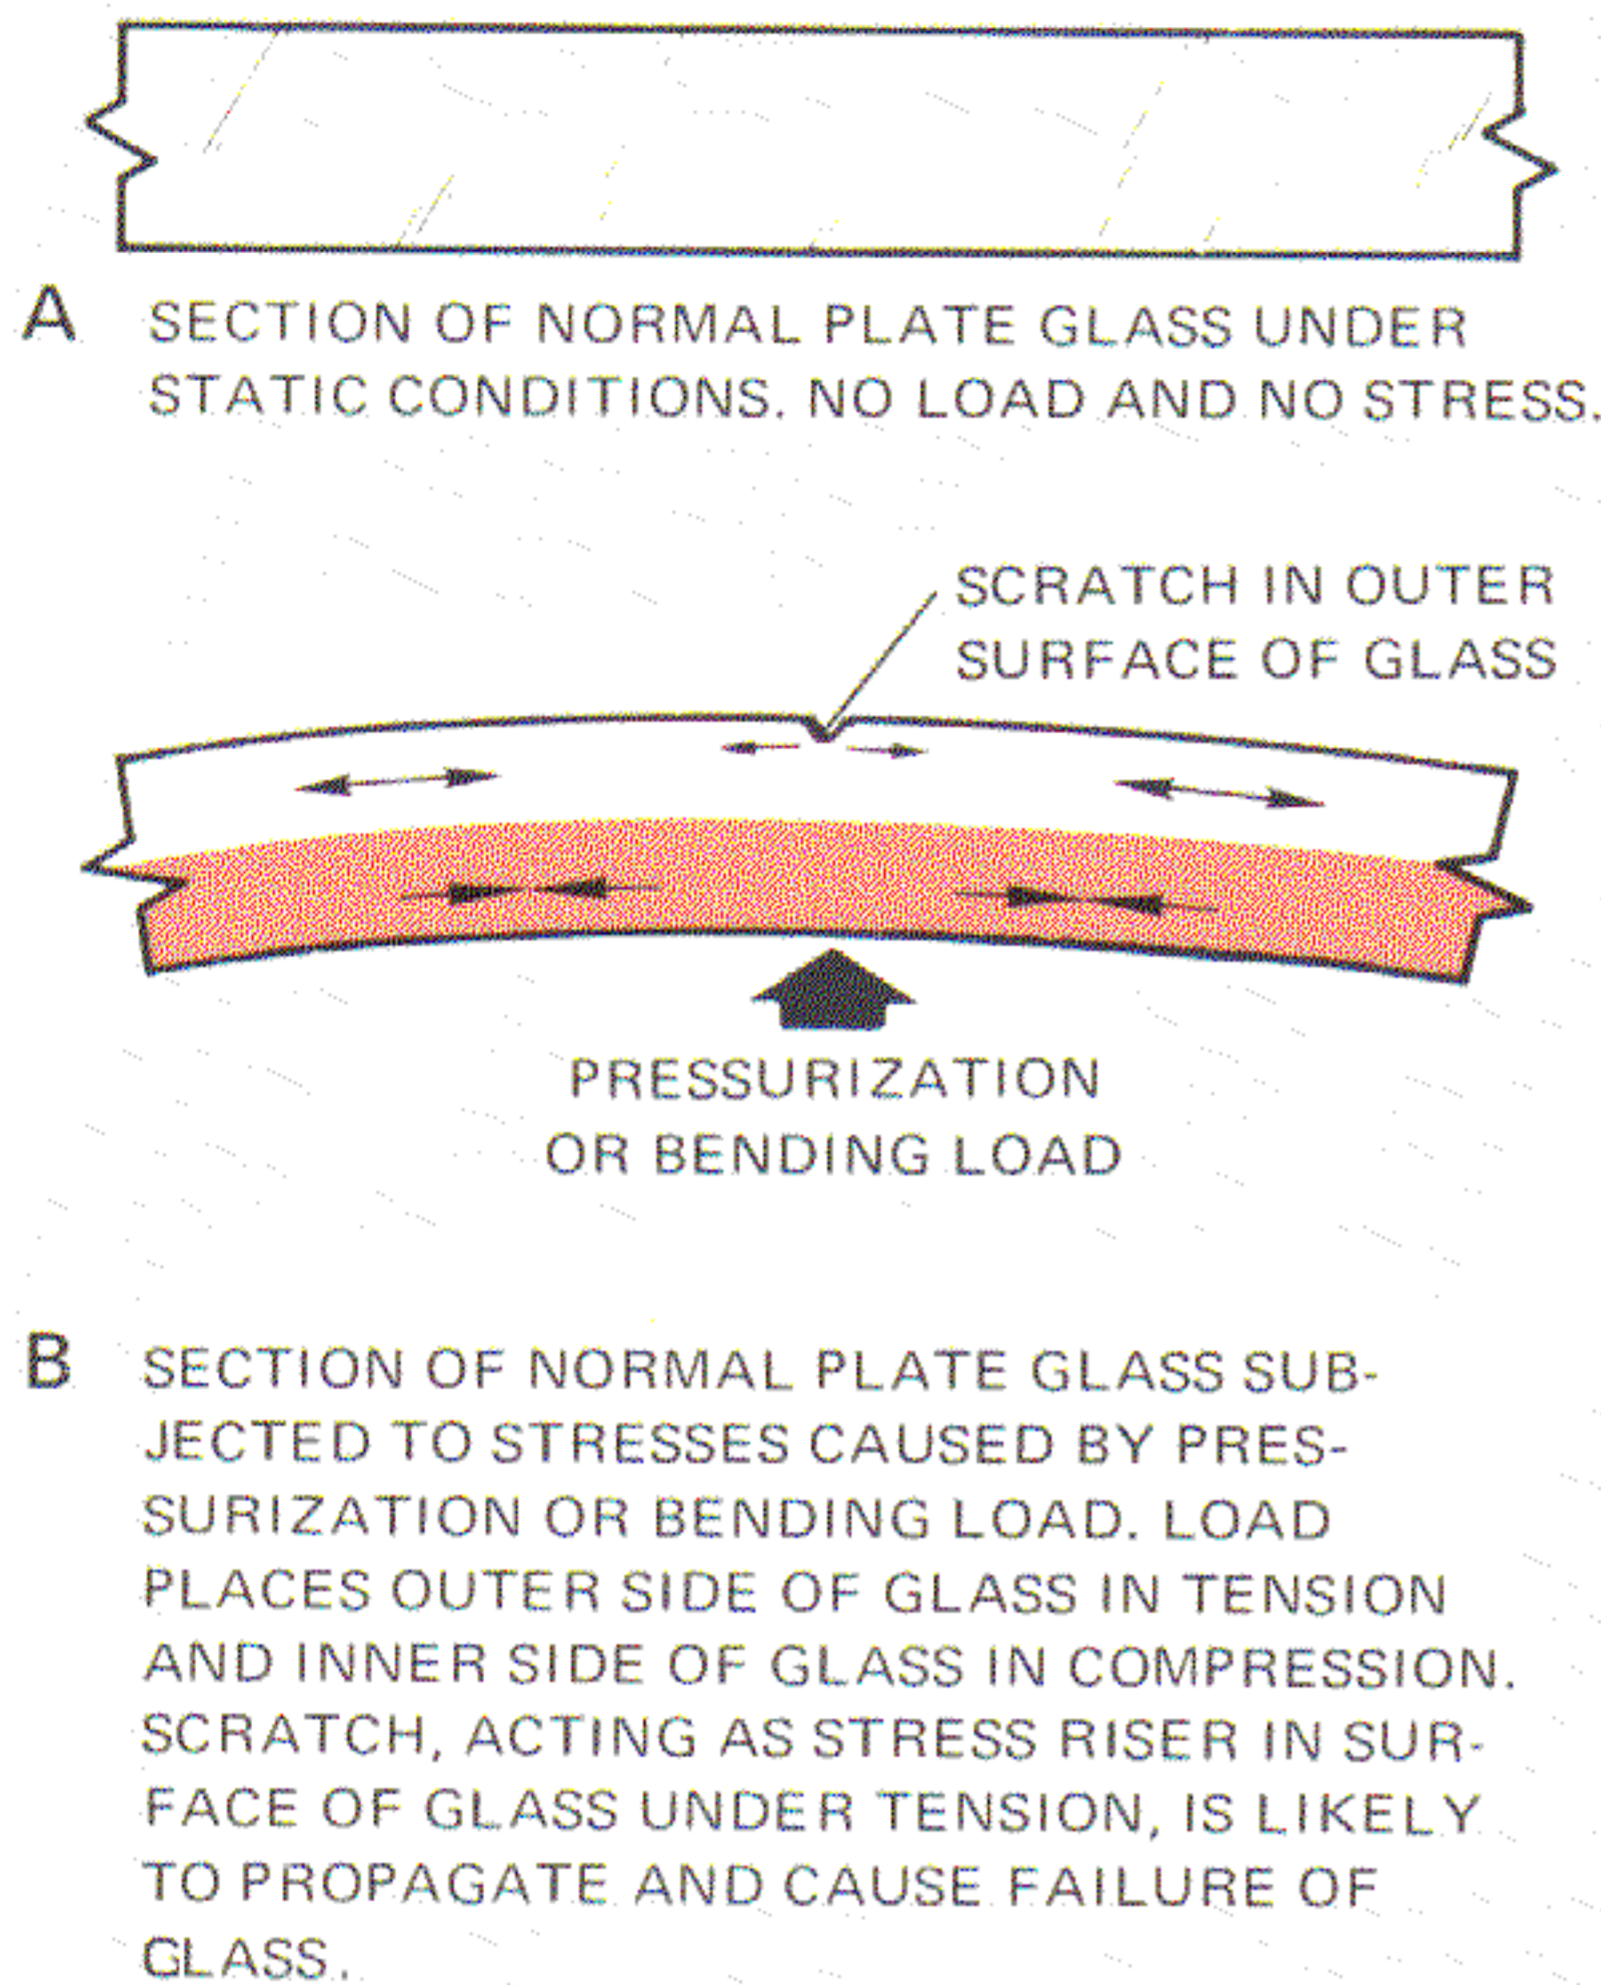 A SECTION OF NORMAL PLATE GLASS UNDER
STATIC CONDITIONS. NO LOAD AND NO STRESS.
SCRATCH IN OUTER
SURFACE OF GLASS
PRESSURIZATION
OR BENDING LOAD
B SECTION OF NORMAL PLATE GLASS SUB-
JECTED TO STRESSES CAUSED BY PRES-
SURIZATION OR BENDING LOAD. LOAD
PLACES OUTER SIDE OF GLASS IN TENSION
AND INNER SIDE OF GLASS IN COMPRESSION.
SCRATCH, ACTING AS STRESS RISER IN SUR-
FACE OF GLASS UNDER TENSION, IS LIKELY
TO PROPAGATE AND CAUSE FAILURE OF
GLASS.